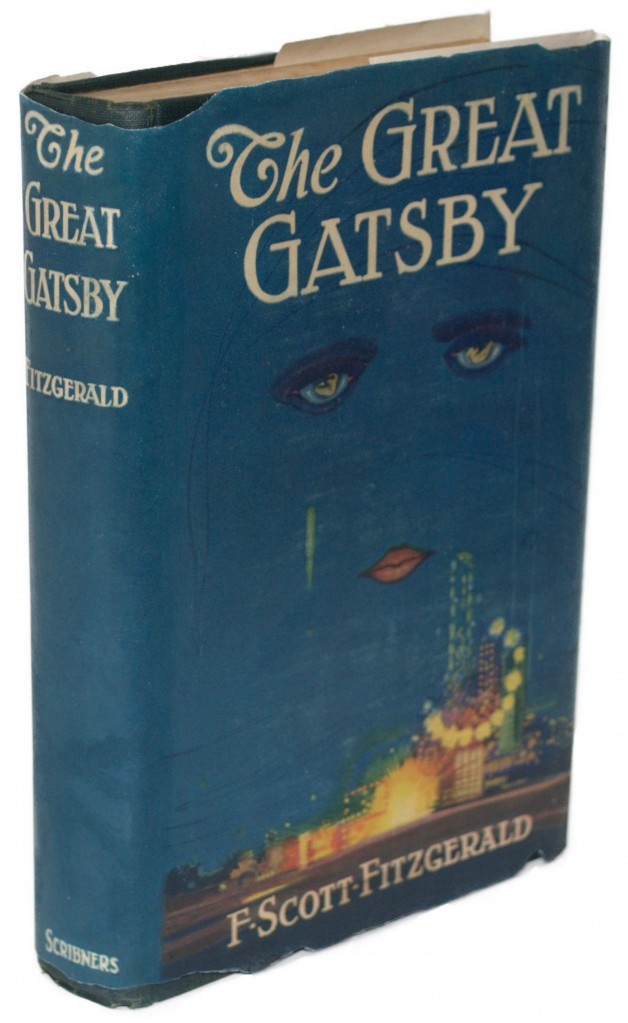 The
GREAT
GATSBY
FITZGERALD
SCRIBNERS
The GREAT
GATSBY
F·SCOTT·FITZGERALD